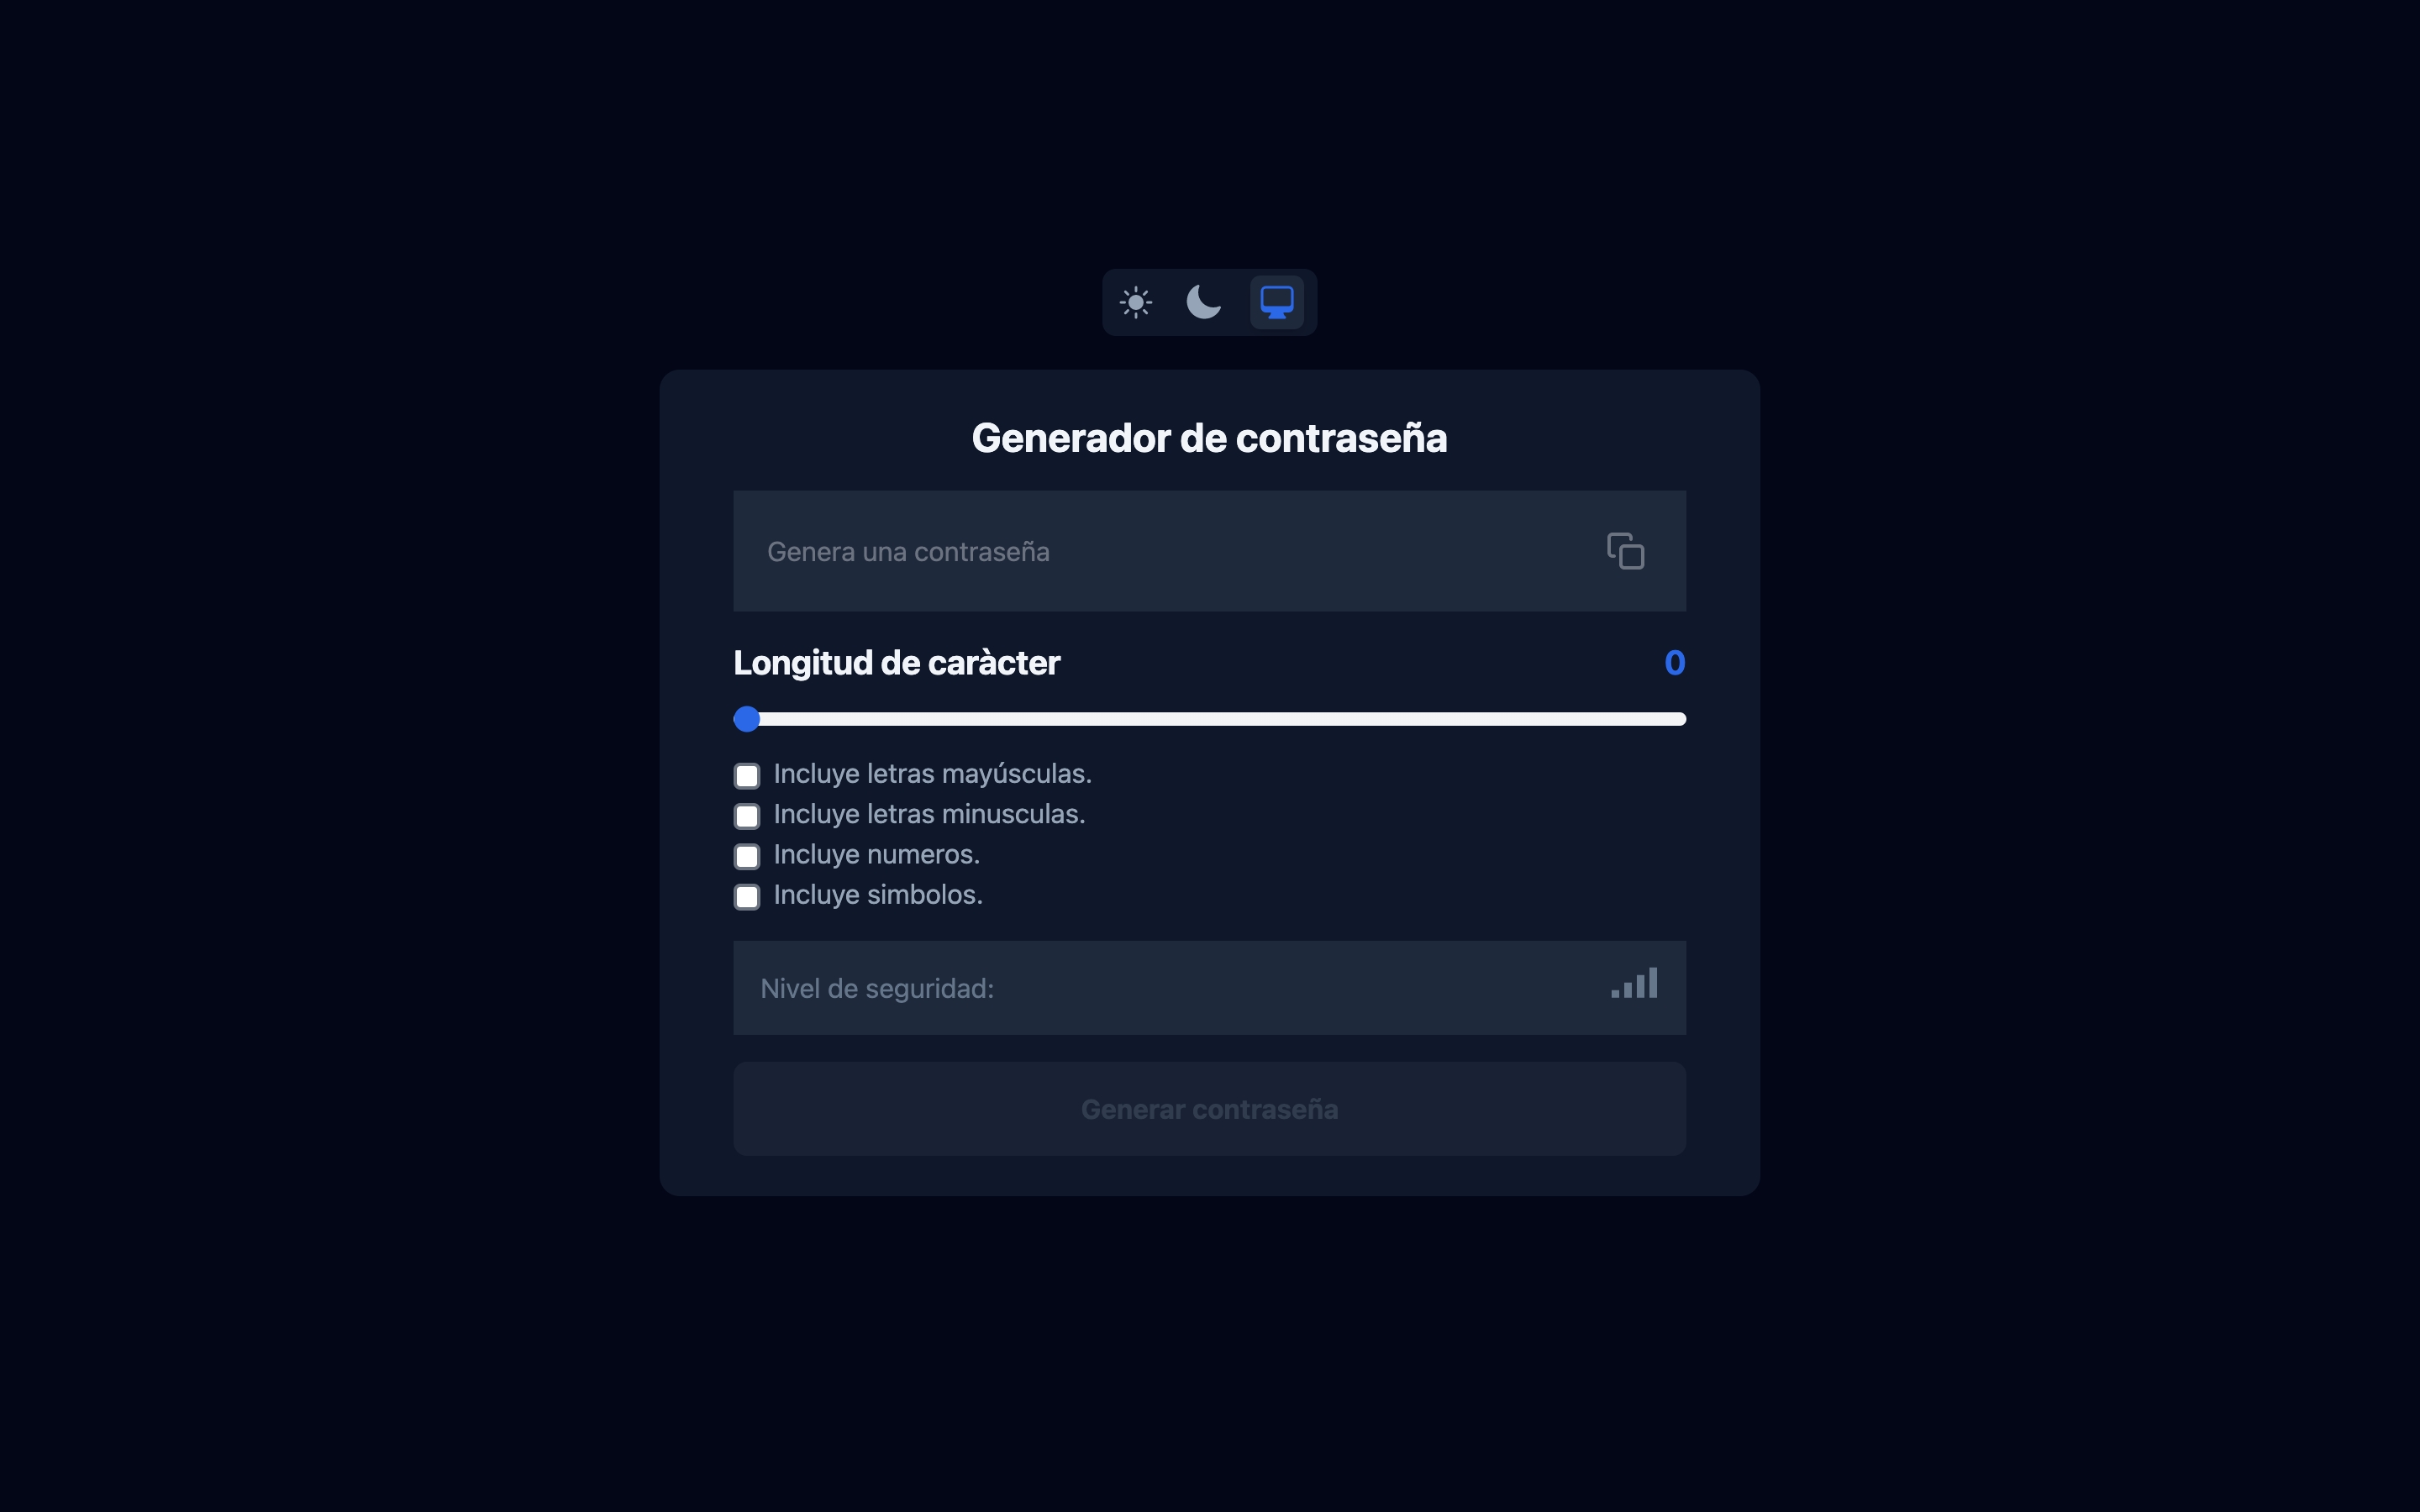 Generador de contraseña
Genera una contraseña
Longitud de caràcter 0
Incluye letras mayúsculas.
Incluye letras minusculas.
Incluye numeros.
Incluye simbolos.
Nivel de seguridad:
Generar contraseña